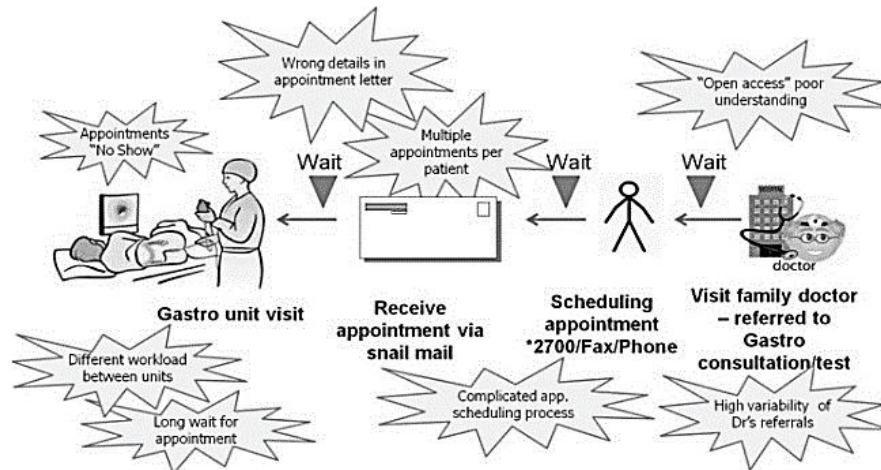 Wrong details in
appointment letter
"Open access" poor
understanding
Appointments
"No Show"
Multiple
appointments per
patient
Wait
Wait
Wait
doctor
Gastro unit visit
Receive
appointment via
snail mail
Scheduling
appointment
*2700/Fax/Phone
Visit family doctor
– referred to
Gastro
consultation/test
Different workload
between units
Long wait for
appointment
Complicated app.
scheduling process
High variability of
Dr's referrals